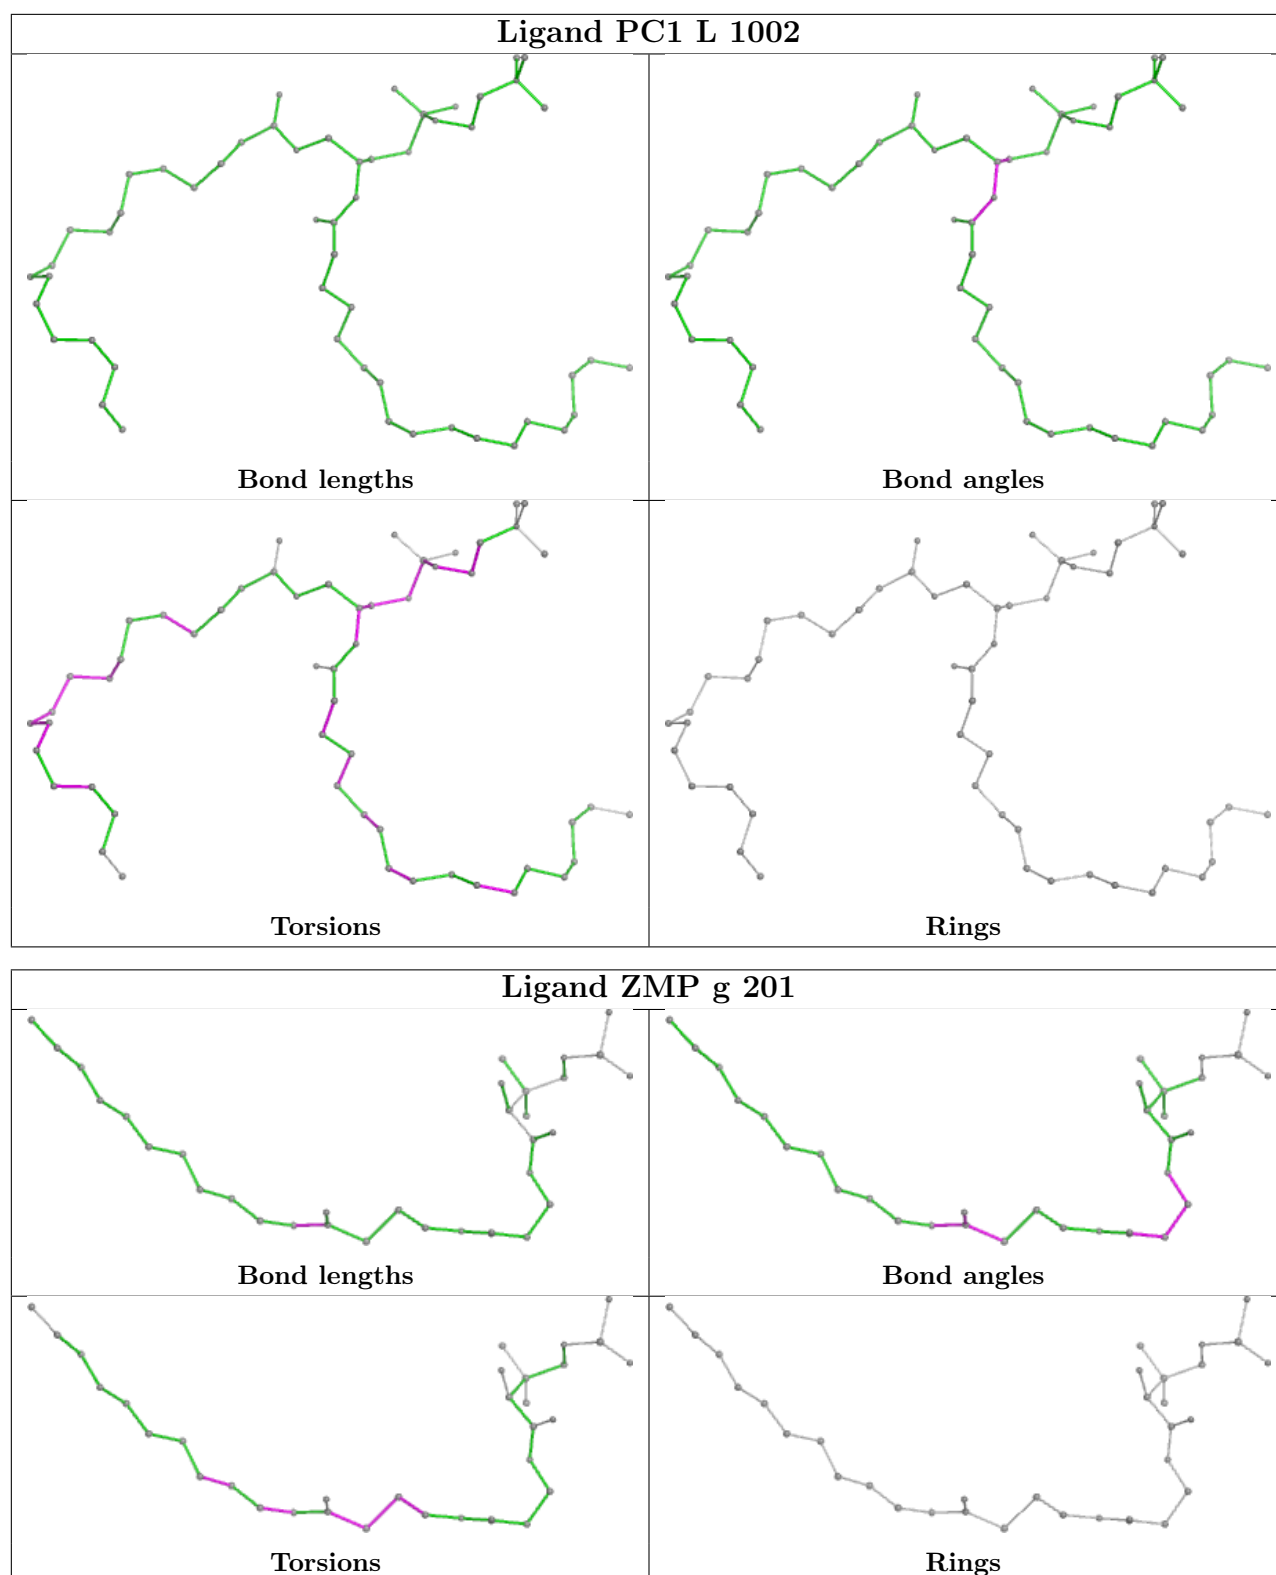 Ligand PC1 L 1002
Bond lengths
Bond angles
Torsions
Rings
Ligand ZMP g 201
Bond lengths
Bond angles
Torsions
Rings